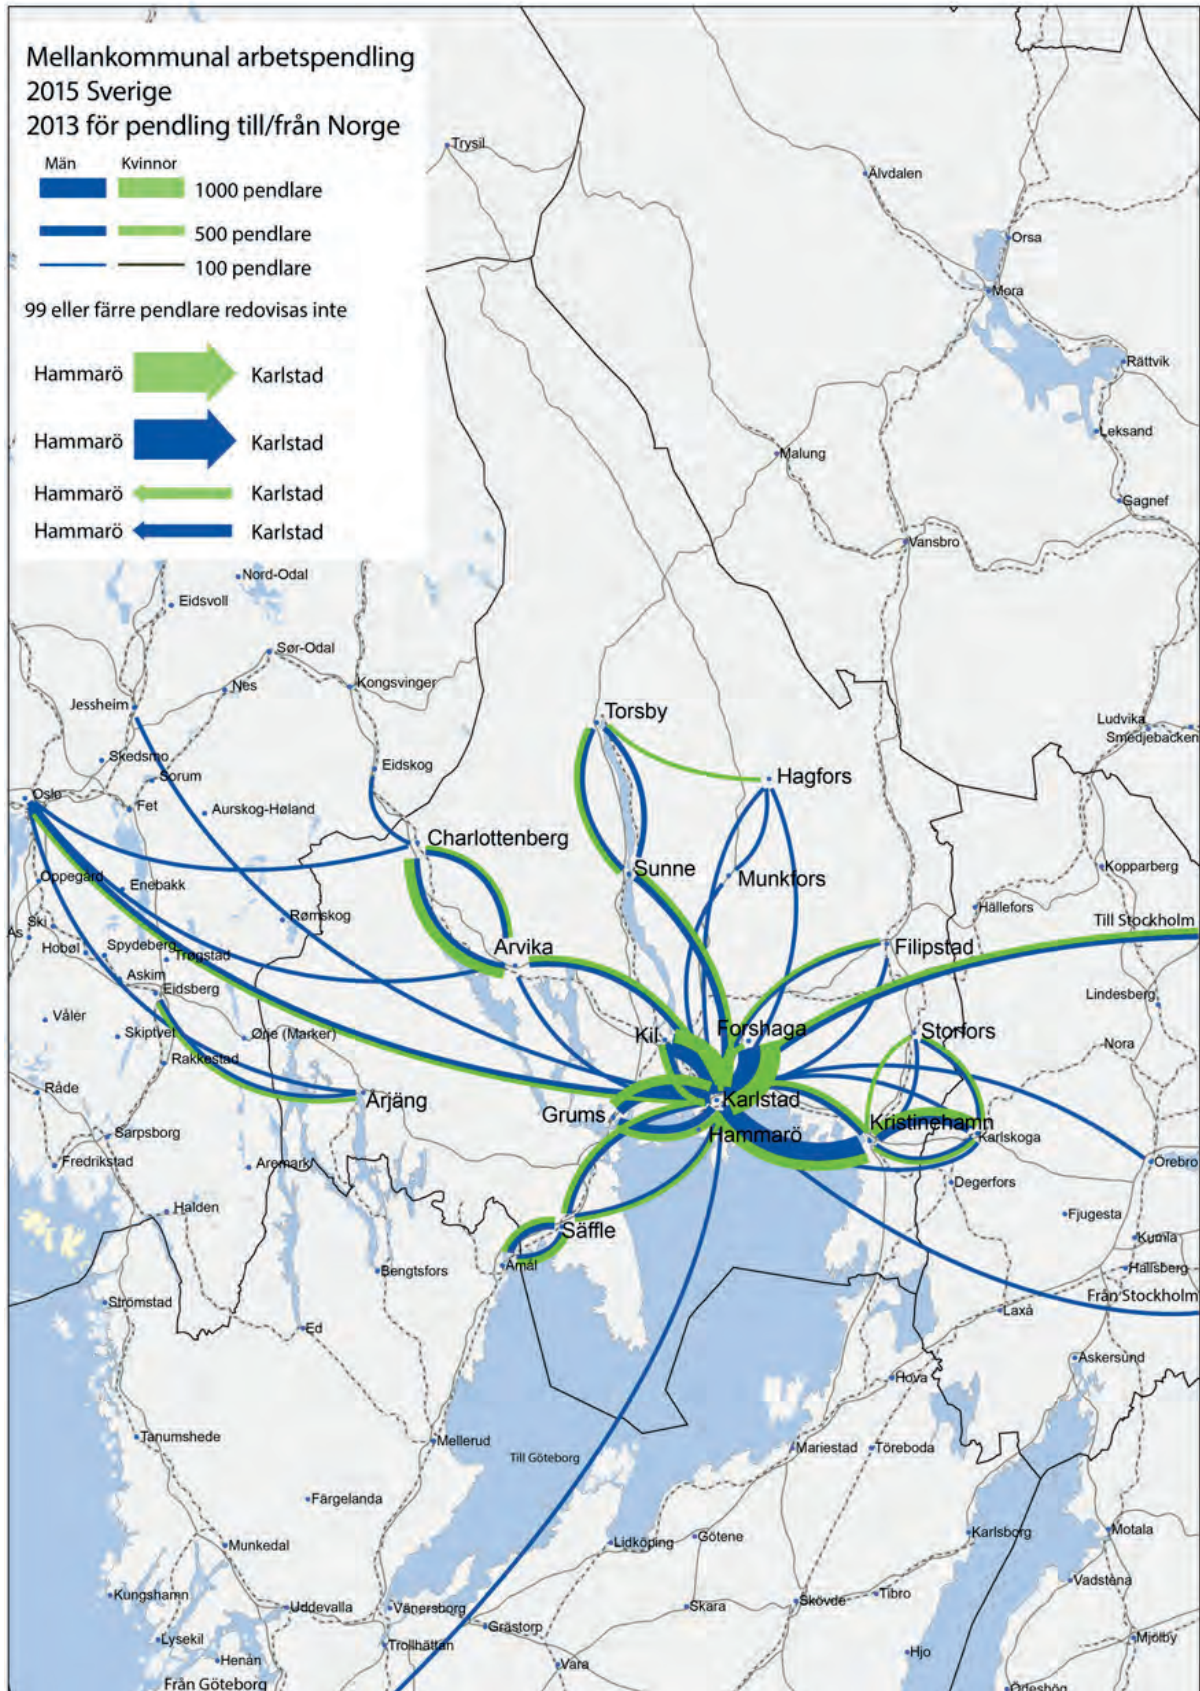 Mellankommunal arbetspendling
2015 Sverige
2013 för pendling till/från Norge
Män Kvinnor
1000 pendlare
500 pendlare
100 pendlare
99 eller färre pendlare redovisas inte
Hammarö Karlstad
Hammarö Karlstad
Hammarö Karlstad
Hammarö Karlstad
Trysil
Älvdalen
Orsa
Mora
Rättvik
Leksand
Malung
Gagnef
Vansbro
Nord-Odal
Eidsvoll
Sør-Odal
Nes
Kongsvinger
Jessheim
Torsby
Ludvika
Smedjebacken
Skedsmo
Sorum
Eidskog
Hagfors
Oslo
Fet
Aurskog-Høland
Charlottenberg
Sunne
Munkfors
Kopparberg
Oppegård
Enebakk
Rømskog
Hällefors
Till Stockholm
Ski
Ås
Hobøl
Spydeberg
Trøgstad
Arvika
Filipstad
Askim
Eidsberg
Lindesberg
Våler
Skiptvet
Ørje (Marker)
Kil
Forshaga
Storfors
Nora
Rakkestad
Råde
Årjäng
Grums
Karlstad
Kristinehamn
Sarpsborg
Hammarö
Karlskoga
Fredrikstad
Aremark
Örebro
Degerfors
Halden
Säffle
Fjugesta
Kumla
Åmål
Bengtsfors
Hallsberg
Strömstad
Från Stockholm
Laxå
Ed
Askersund
Hova
Tanumshede
Mellerud
Till Göteborg
Mariestad
Töreboda
Färgelanda
Munkedal
Lidköping
Götene
Karlsborg
Motala
Kungshamn
Uddevalla
Vänersborg
Grästorp
Skara
Skövde
Tibro
Vadstena
Lysekil
Trollhättan
Henån
Vara
Hjo
Mjölby
Från Göteborg
Ödeshög